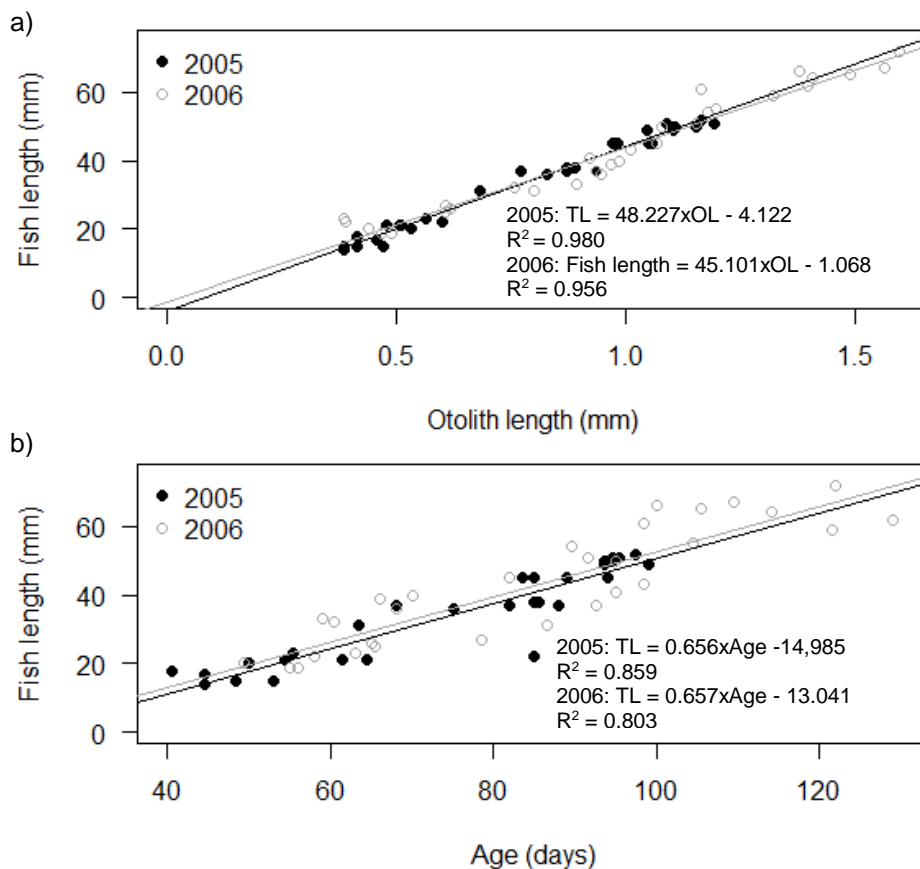 a)
2005
2006
Fish length (mm)
60
40
20
0
2005: TL = 48.227xOL - 4.122
R² = 0.980
2006: Fish length = 45.101xOL - 1.068
R² = 0.956
0.0 0.5 1.0 1.5
Otolith length (mm)
b)
2005
2006
Fish length (mm)
60
40
20
0
2005: TL = 0.656xAge -14,985
R² = 0.859
2006: TL = 0.657xAge - 13.041
R² = 0.803
40 60 80 100 120
Age (days)